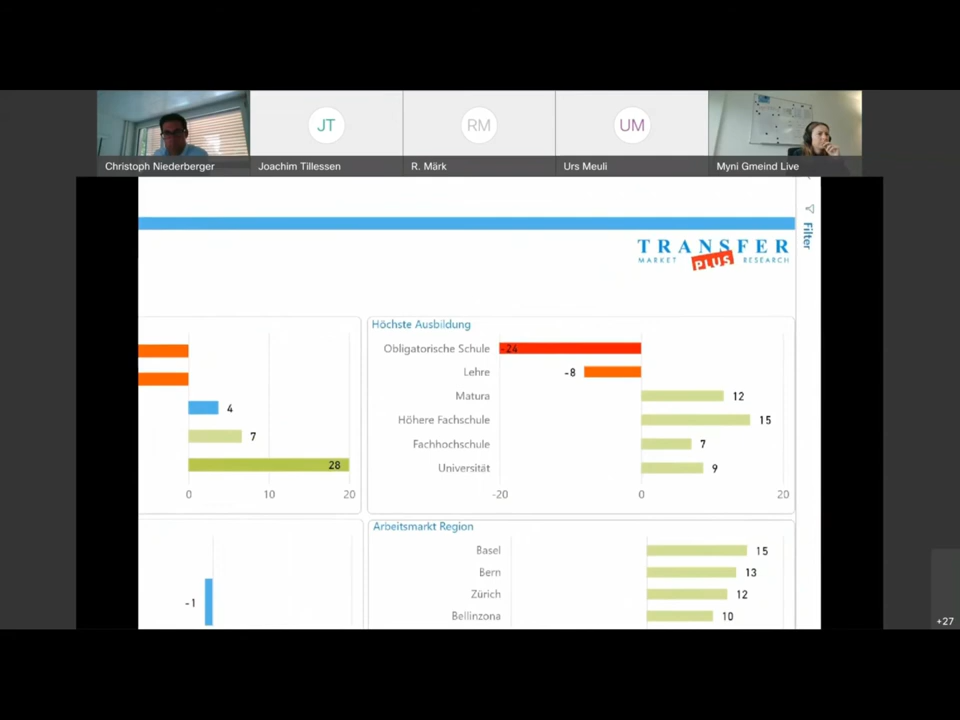 JT
RM
UM
Christoph Niederberger
Joachim Tillessen
R. Märk
Urs Meuli
Myni Gmeind Live
Filter
TRANSFER
MARKET PLUS RESEARCH
4
7
28
0 10 20
Höchste Ausbildung
Obligatorische Schule -24
Lehre -8
Matura 12
Höhere Fachschule 15
Fachhochschule 7
Universität 9
-20 0 20
-1
Arbeitsmarkt Region
Basel 15
Bern 13
Zürich 12
Bellinzona 10
+27